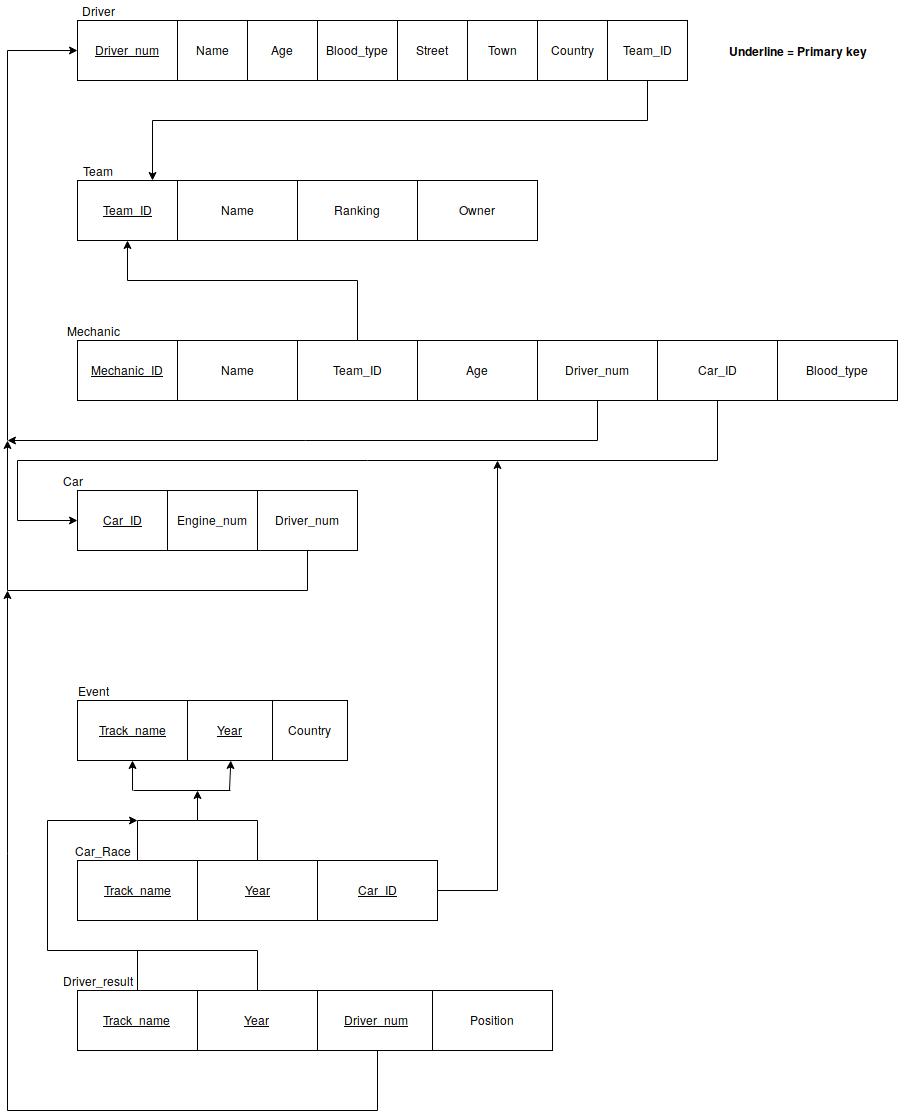 Driver
Driver_num Name Age Blood_type Street Town Country Team_ID
Underline = Primary key
Team
Team_ID Name Ranking Owner
Mechanic
Mechanic_ID Name Team_ID Age Driver_num Car_ID Blood_type
Car
Car_ID Engine_num Driver_num
Event
Track_name Year Country
Car_Race
Track_name Year Car_ID
Driver_result
Track_name Year Driver_num Position